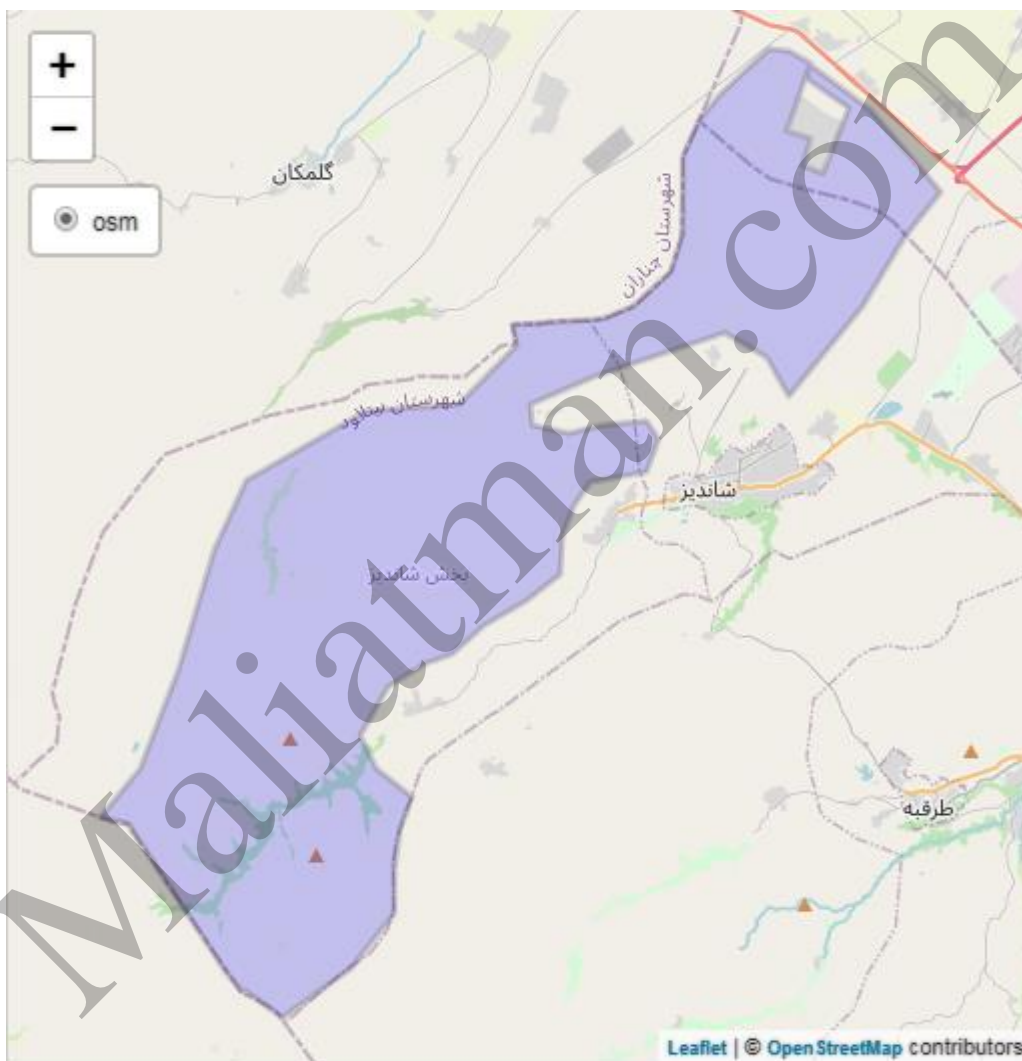 +
−
osm
گلمکان
شهرستان چناران
شهرستان بینالود
شاندیز
بخش شاندیز
طرقبه
Maliatman.com
Leaflet | © OpenStreetMap contributors